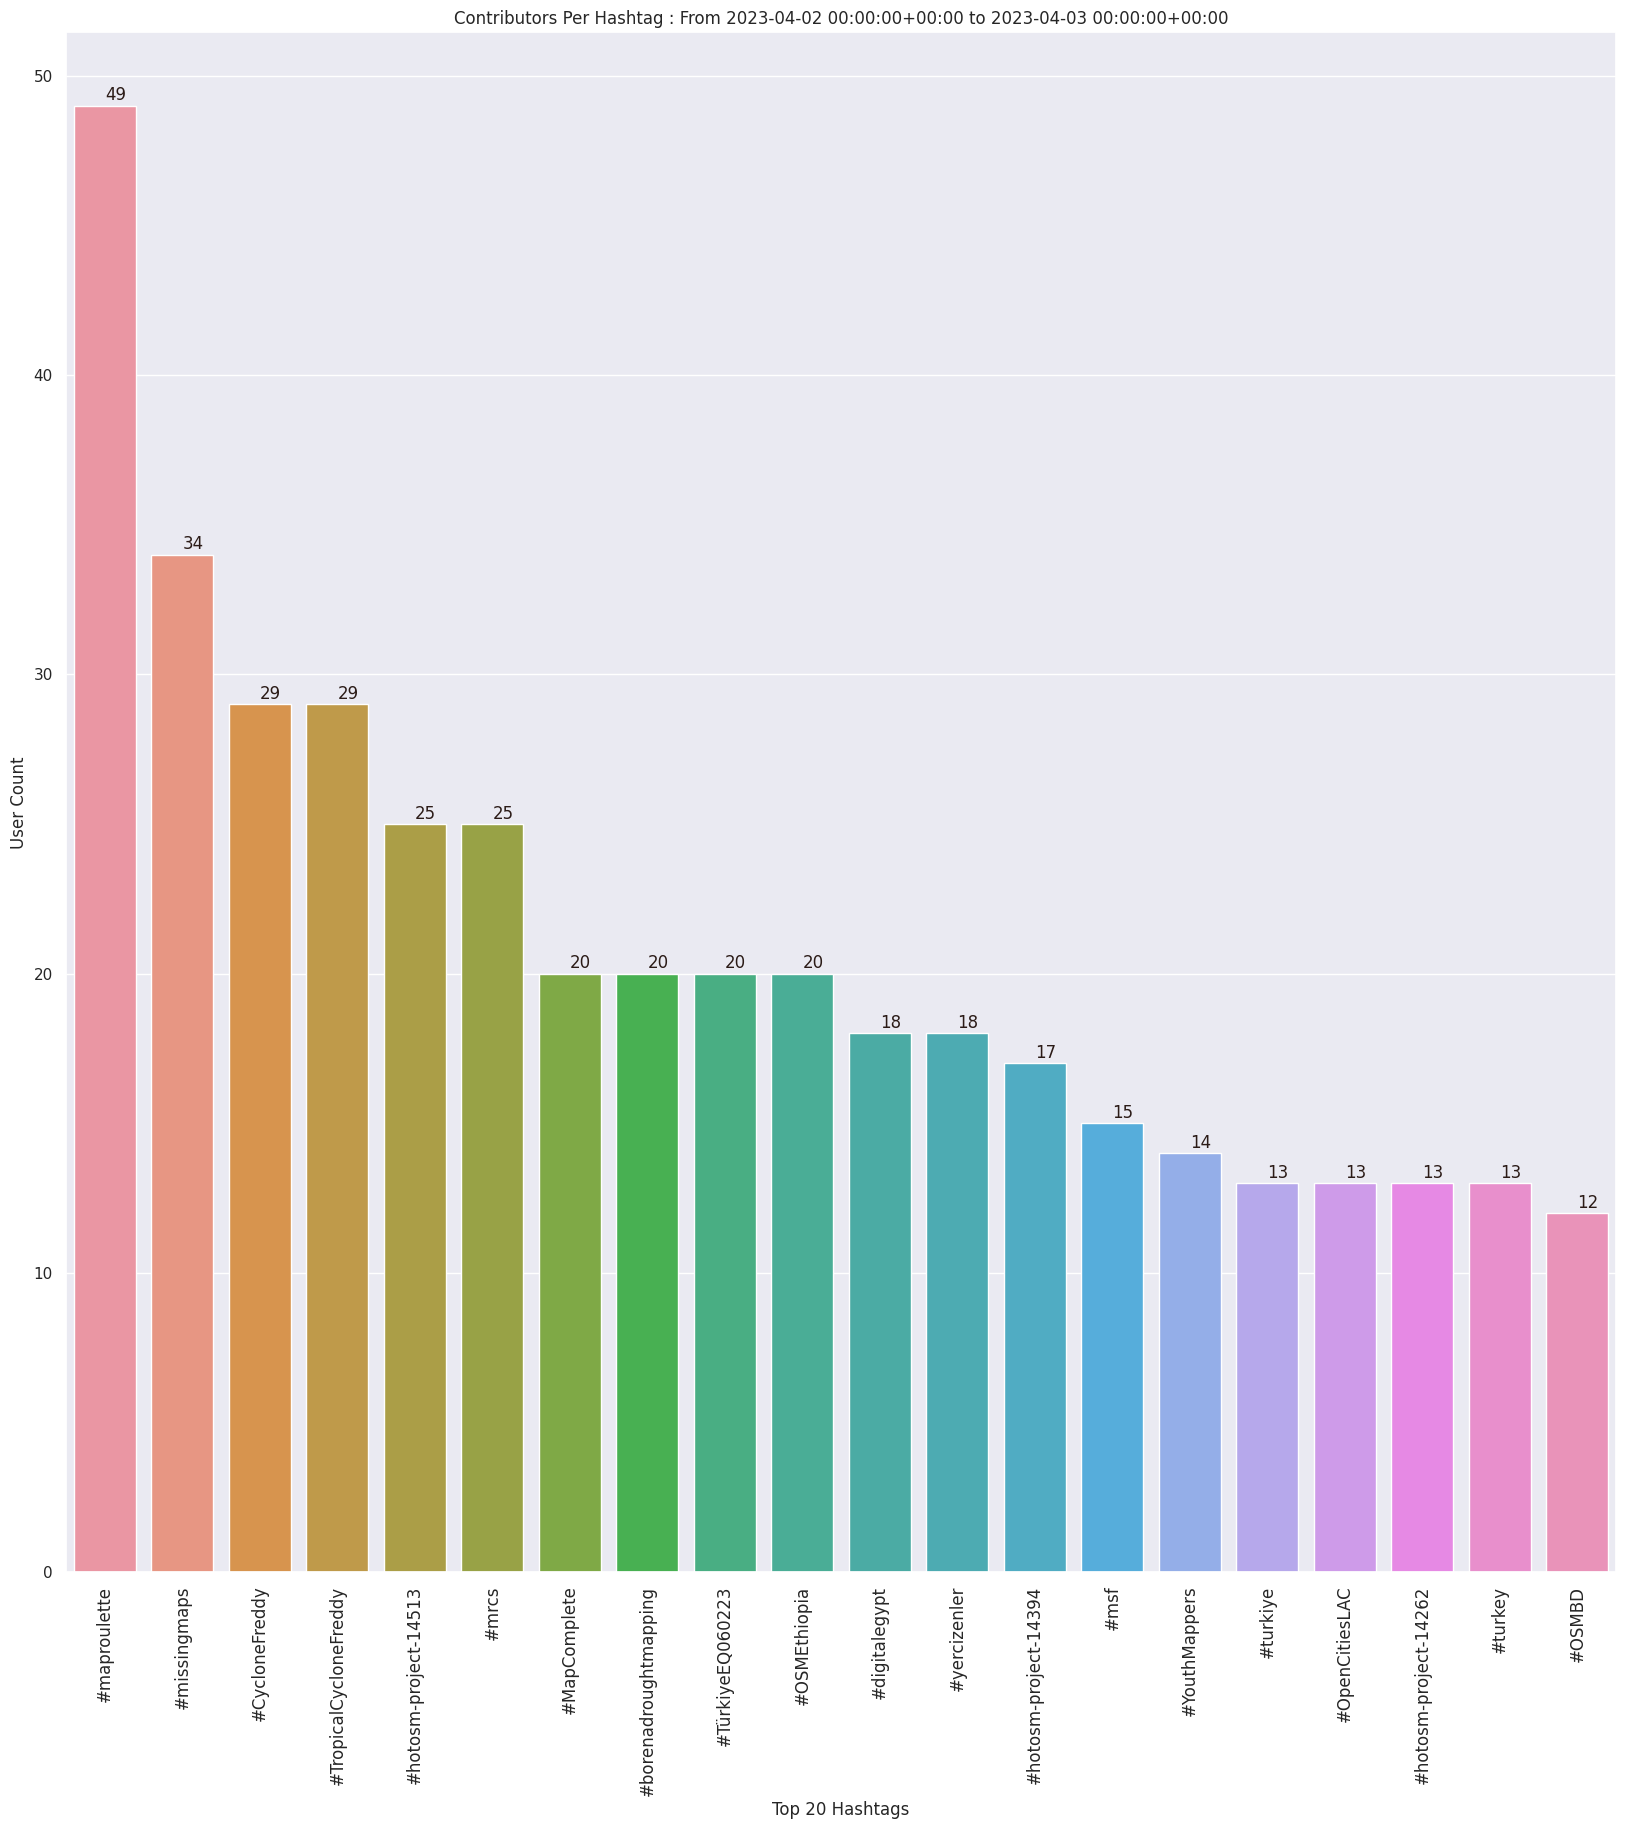 Contributors Per Hashtag : From 2023-04-02 00:00:00+00:00 to 2023-04-03 00:00:00+00:00
50
40
30
20
10
0
User Count
49
34
29
29
25
25
20
20
20
20
18
18
17
15
14
13
13
13
13
12
#maproulette
#missingmaps
#CycloneFreddy
#TropicalCycloneFreddy
#hotosm-project-14513
#mrcs
#MapComplete
#borenadroughtmapping
#TürkiyeEQ060223
#OSMEthiopia
#digitalegypt
#yercizenler
#hotosm-project-14394
#msf
#YouthMappers
#turkiye
#OpenCitiesLAC
#hotosm-project-14262
#turkey
#OSMBD
Top 20 Hashtags